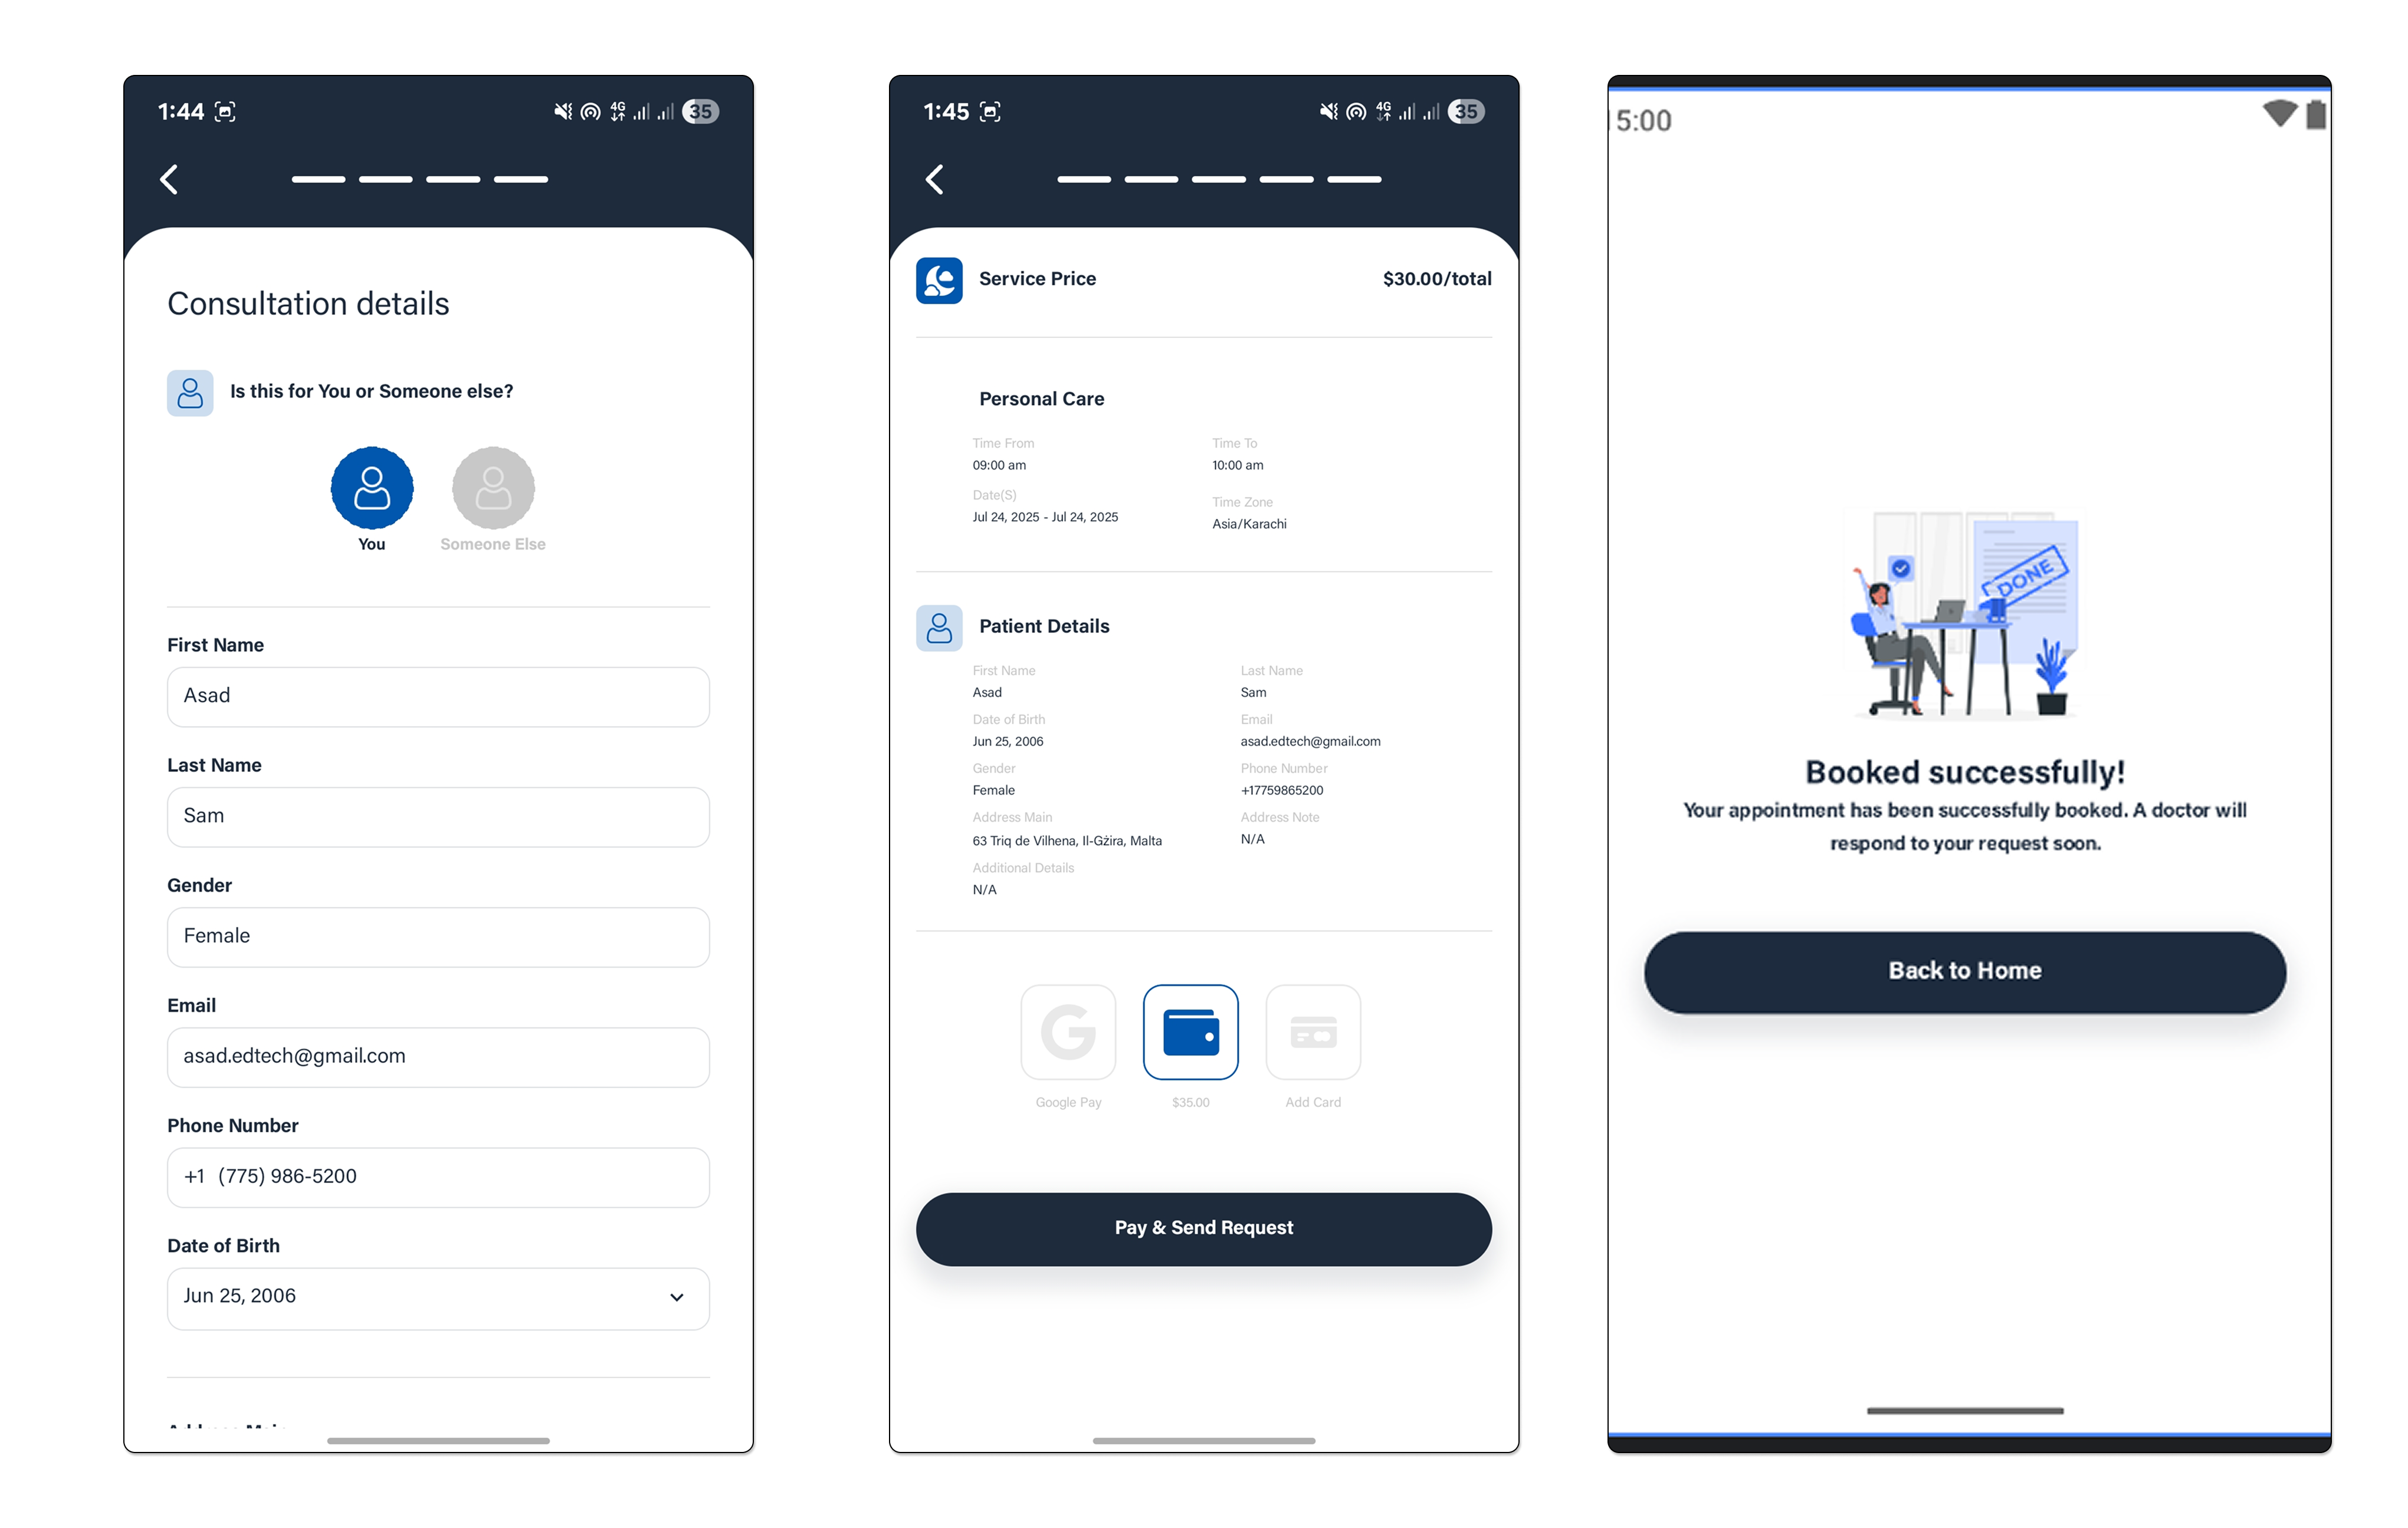 1:44
4G
35
Consultation details
Is this for You or Someone else?
You
Someone Else
First Name
Asad
Last Name
Sam
Gender
Female
Email
asad.edtech@gmail.com
Phone Number
+1 (775) 986-5200
Date of Birth
Jun 25, 2006
1:45
4G
35
Service Price
$30.00/total
Personal Care
Time From
Time To
09:00 am
10:00 am
Date(S)
Time Zone
Jul 24, 2025 - Jul 24, 2025
Asia/Karachi
Patient Details
First Name
Last Name
Asad
Sam
Date of Birth
Email
Jun 25, 2006
asad.edtech@gmail.com
Gender
Phone Number
Female
+17759865200
Address Main
Address Note
63 Triq de Vilhena, Il-Gżira, Malta
N/A
Additional Details
N/A
G
Google Pay
$35.00
Add Card
Pay & Send Request
5:00
DONE
Booked successfully!
Your appointment has been successfully booked. A doctor will
respond to your request soon.
Back to Home